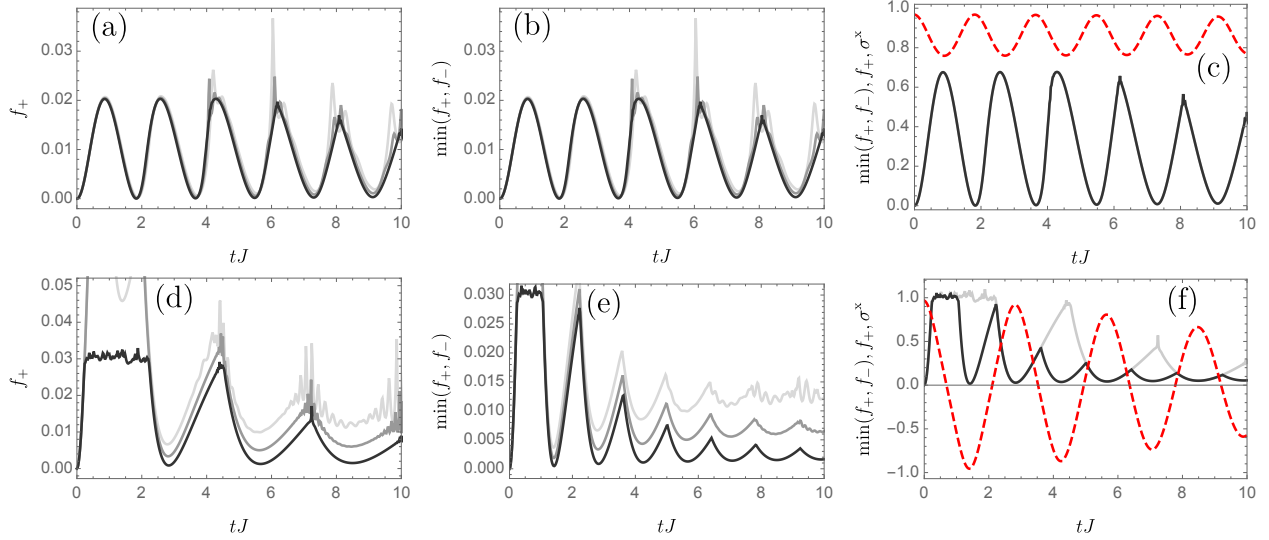 (a)
f₊
0.03
0.02
0.01
0.00
0 2 4 6 8 10
tJ
(b)
min(f₊, f₋)
0.03
0.02
0.01
0.00
0 2 4 6 8 10
tJ
(c)
min(f₊, f₋), f₊, σˣ
1.0
0.8
0.6
0.4
0.2
0.0
0 2 4 6 8 10
tJ
(d)
f₊
0.05
0.04
0.03
0.02
0.01
0.00
0 2 4 6 8 10
tJ
(e)
min(f₊, f₋)
0.030
0.025
0.020
0.015
0.010
0.005
0.000
0 2 4 6 8 10
tJ
(f)
min(f₊, f₋), f₊, σˣ
1.0
0.5
0.0
−0.5
−1.0
0 2 4 6 8 10
tJ